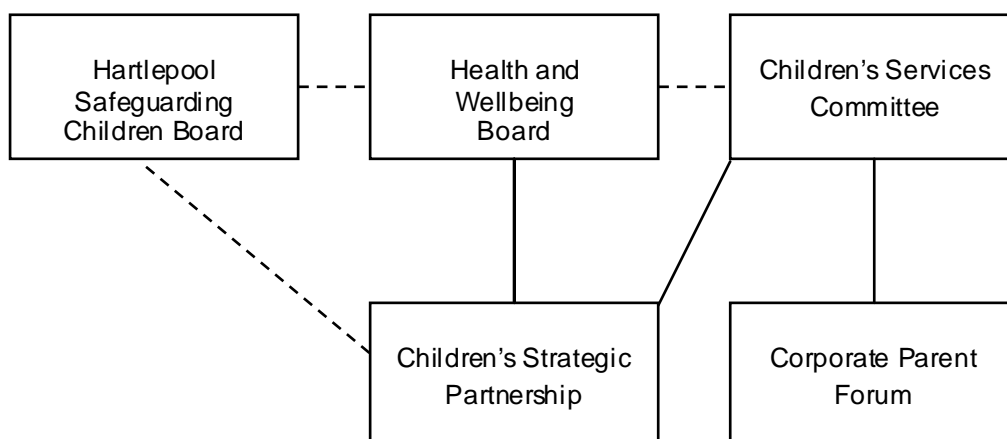 Hartlepool
Safeguarding
Children Board
Health and
Wellbeing
Board
Children’s Services
Committee
Children’s Strategic
Partnership
Corporate Parent
Forum